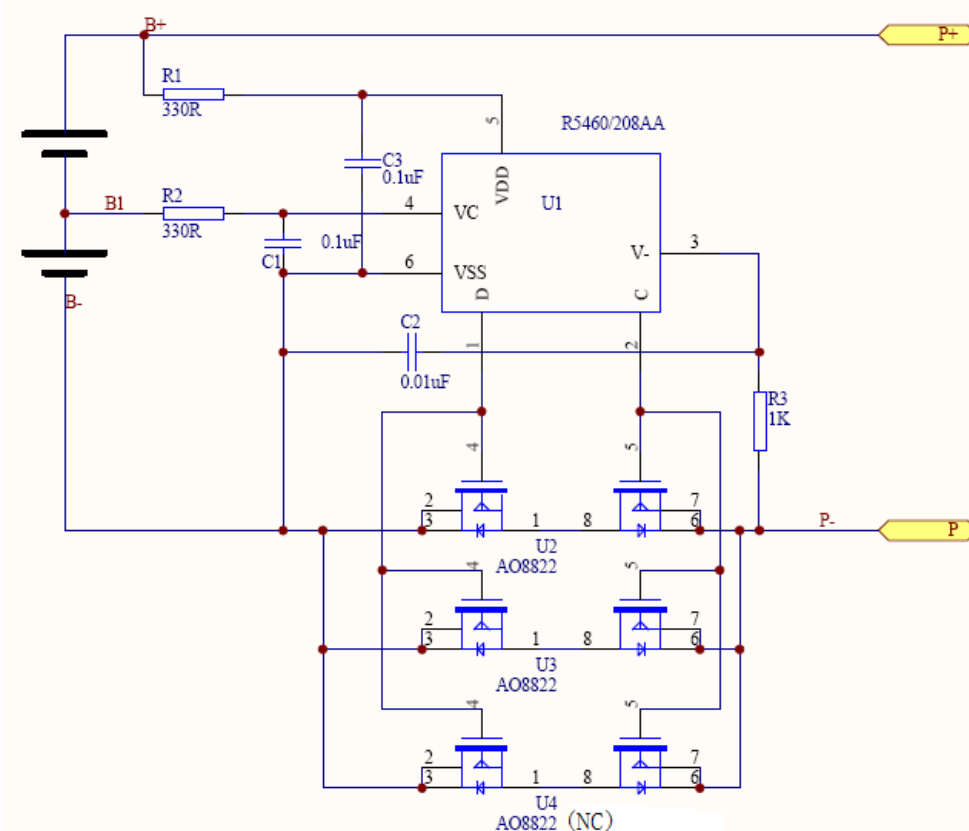 B+
P+
R1
330R
5
R5460/208AA
C3
0.1uF
VDD
U1
R2
B1
330R
4
VC
0.1uF
C1
3
V-
6
VSS
B-
D
C
C2
0.01uF
1
2
R3
1K
4
5
2
3
1
8
7
6
P-
P
U2
AO8822
4
5
2
3
1
8
7
6
U3
AO8822
4
5
2
3
1
8
7
6
U4
AO8822 (NC)